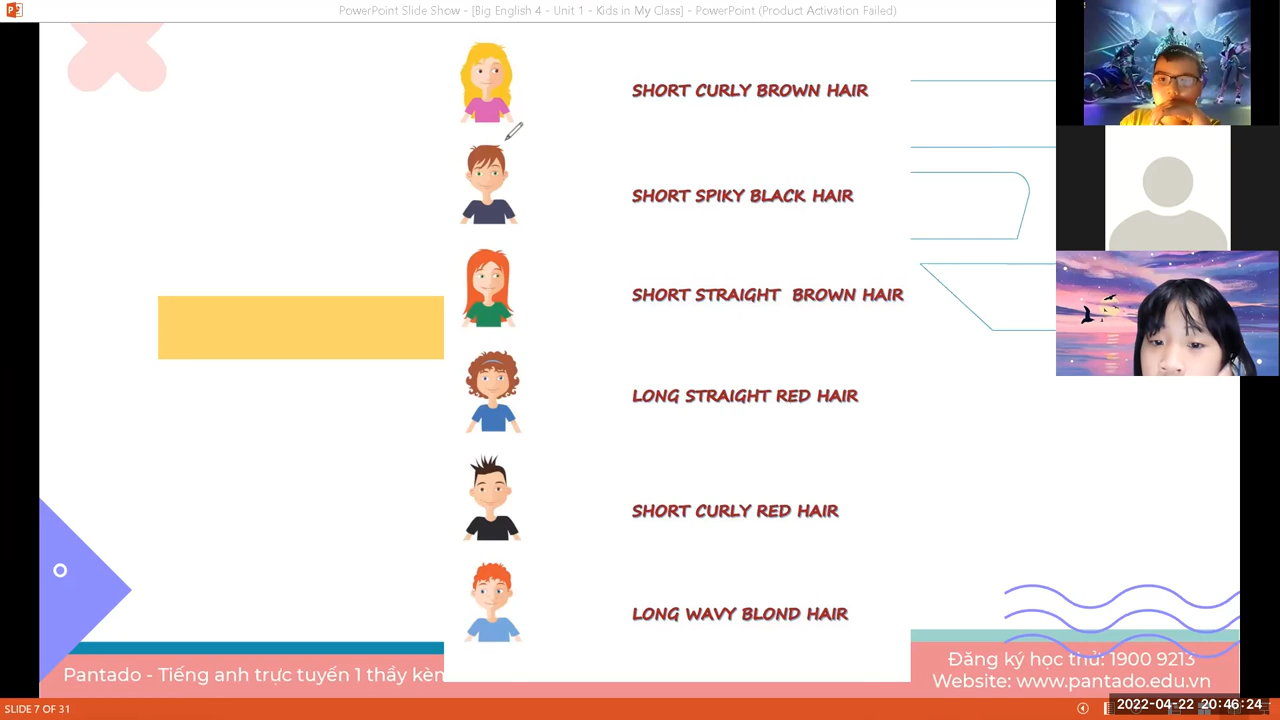 PowerPoint Slide Show - [Big English 4 - Unit 1 - Kids in My Class] - PowerPoint (Product Activation Failed)
SHORT CURLY BROWN HAIR
SHORT SPIKY BLACK HAIR
SHORT STRAIGHT BROWN HAIR
LONG STRAIGHT RED HAIR
SHORT CURLY RED HAIR
LONG WAVY BLOND HAIR
Pantado - Tiếng anh trực tuyến 1 thầy kèn
Đăng ký học thử: 1900 9213
Website: www.pantado.edu.vn
SLIDE 7 OF 31
2022-04-22 20:46:24